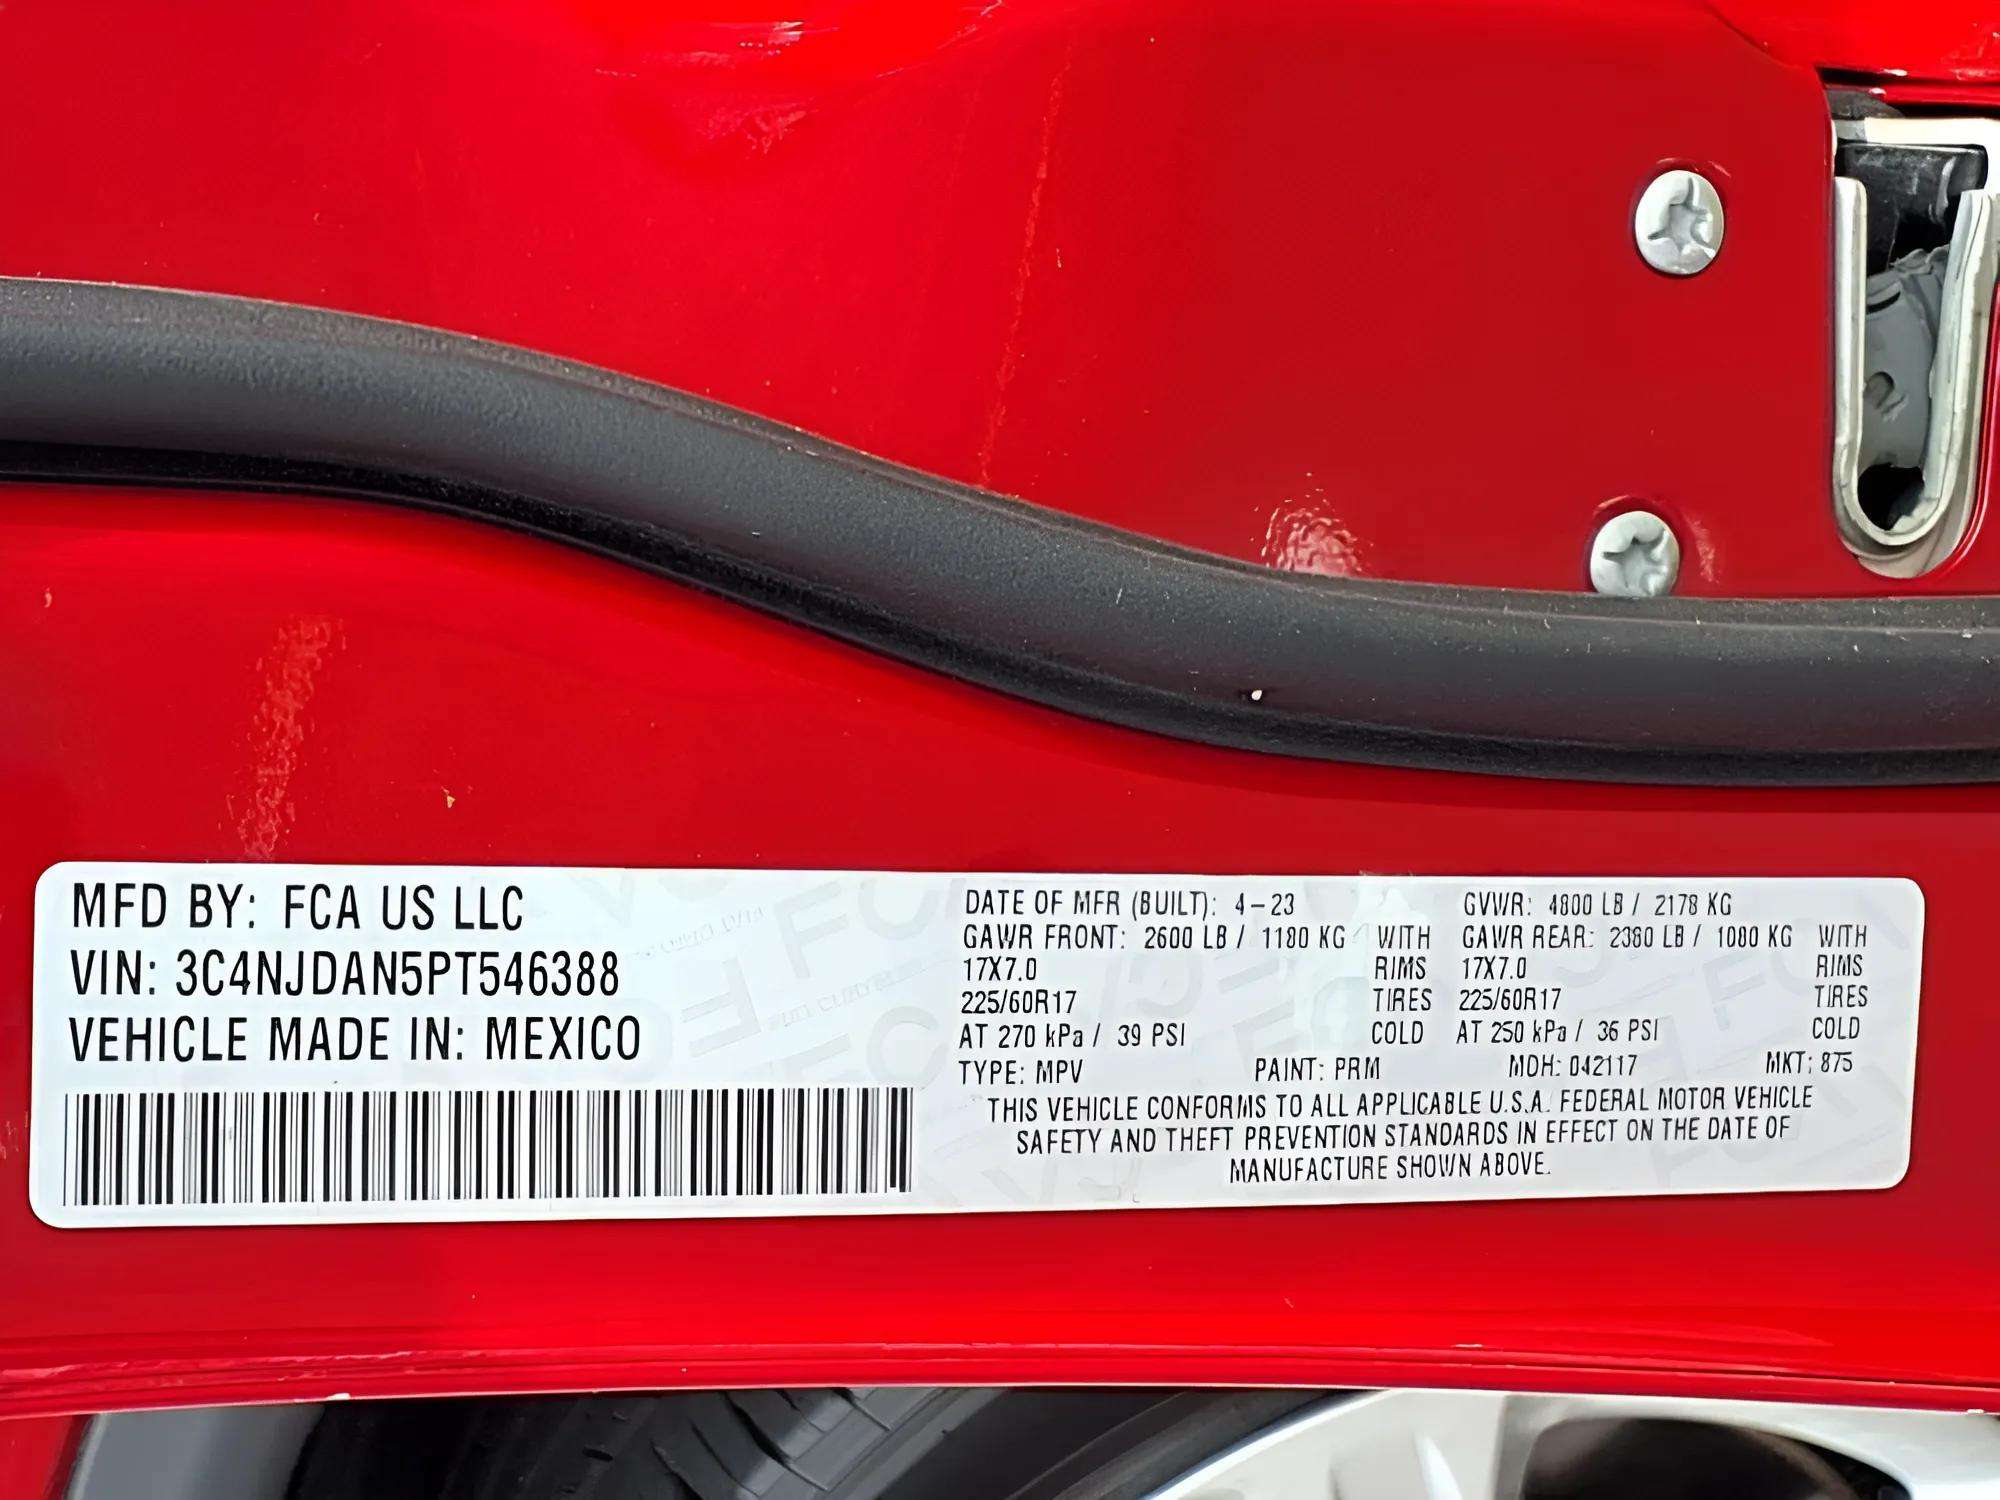 MFD BY: FCA US LLC
VIN: 3C4NJDAN5PT546388
VEHICLE MADE IN: MEXICO
DATE OF MFR (BUILT): 4-23 GVWR: 4800 LB / 2178 KG
GAWR FRONT: 2600 LB / 1180 KG WITH GAWR REAR: 2380 LB / 1080 KG WITH
17X7.0 RIMS 17X7.0 RIMS
225/60R17 TIRES 225/60R17 TIRES
AT 270 kPa / 39 PSI COLD AT 250 kPa / 36 PSI COLD
TYPE: MPV PAINT: PRM MDH: 042117 MKT: 875
THIS VEHICLE CONFORMS TO ALL APPLICABLE U.S.A. FEDERAL MOTOR VEHICLE
SAFETY AND THEFT PREVENTION STANDARDS IN EFFECT ON THE DATE OF
MANUFACTURE SHOWN ABOVE.